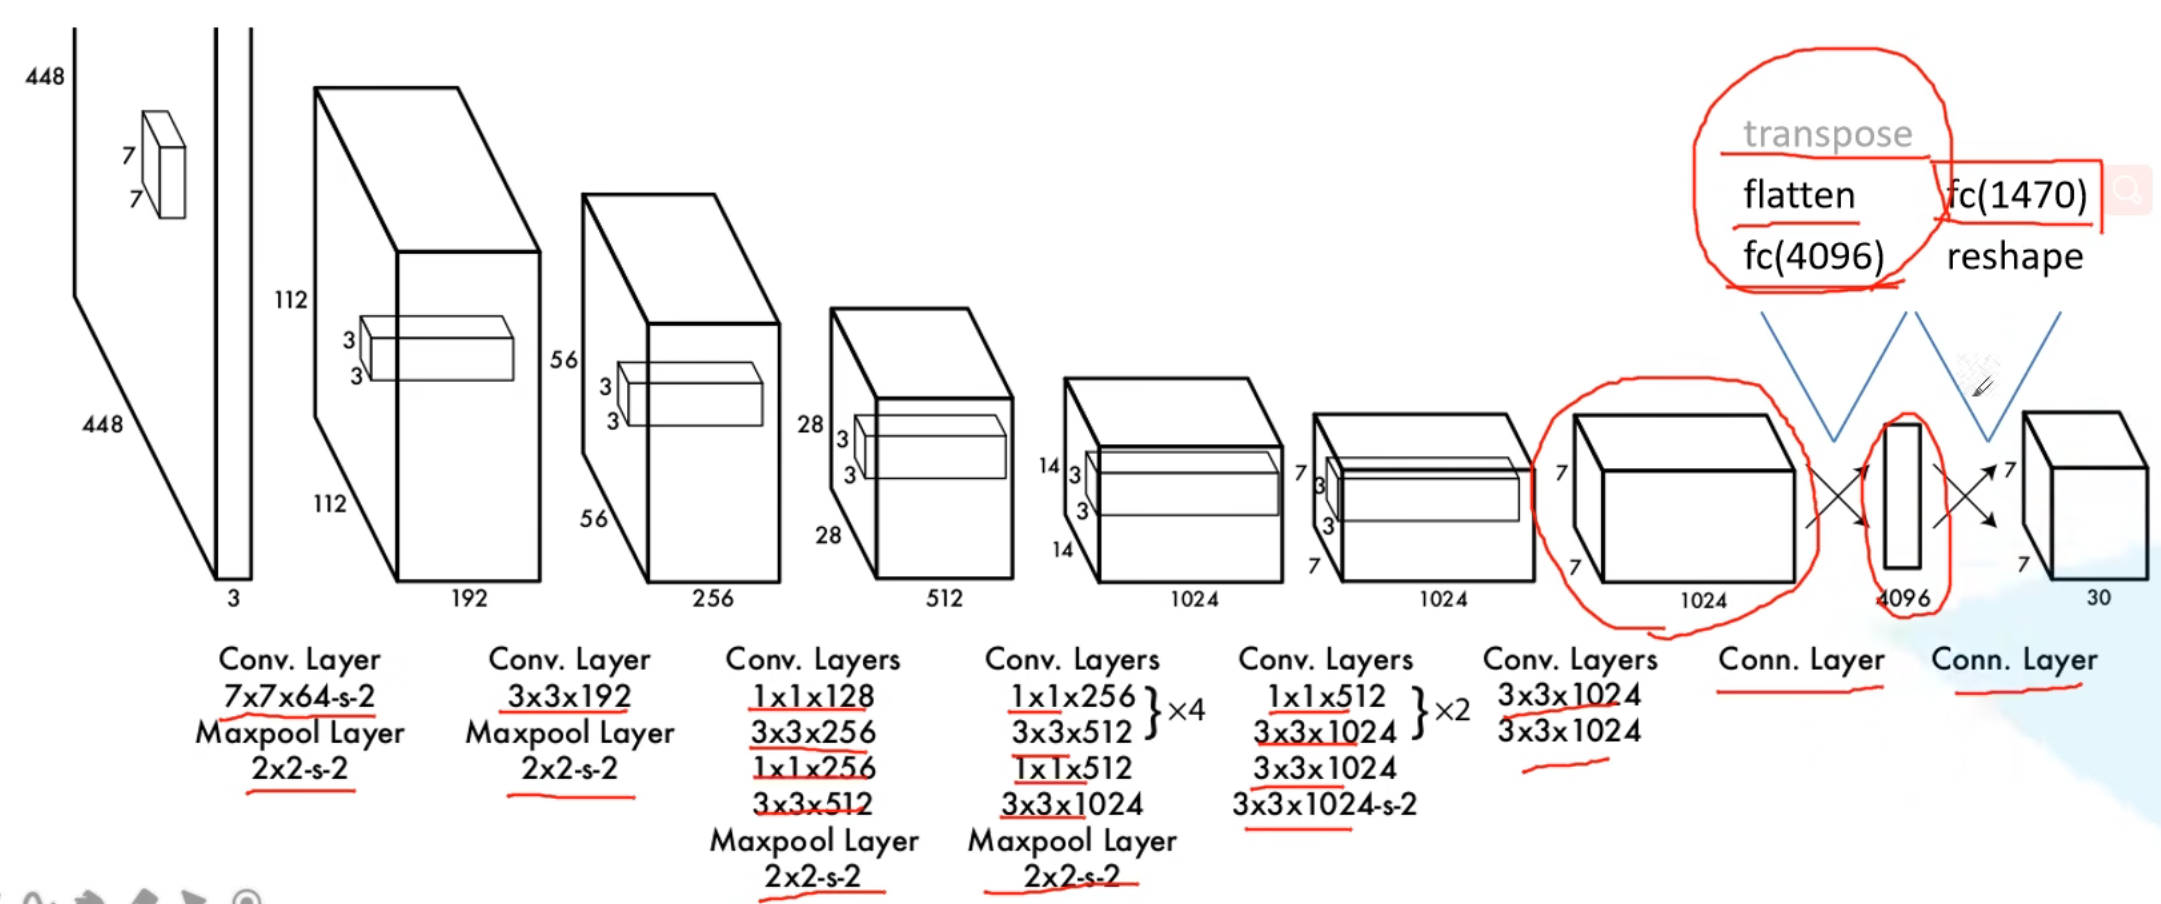 448
7
7
448
3
112
3
3
112
192
56
3
3
56
256
28
3
3
28
512
14
3
3
14
1024
7
3
3
7
1024
7
7
1024
transpose
flatten
fc(4096)
fc(1470)
reshape
4096
7
7
30
Conv. Layer
7x7x64-s-2
Maxpool Layer
2x2-s-2
Conv. Layer
3x3x192
Maxpool Layer
2x2-s-2
Conv. Layers
1x1x128
3x3x256
1x1x256
3x3x512
Maxpool Layer
2x2-s-2
Conv. Layers
1x1x256
3x3x512
}×4
1x1x512
3x3x1024
Maxpool Layer
2x2-s-2
Conv. Layers
1x1x512
3x3x1024
}×2
3x3x1024
3x3x1024-s-2
Conv. Layers
3x3x1024
3x3x1024
Conn. Layer
Conn. Layer